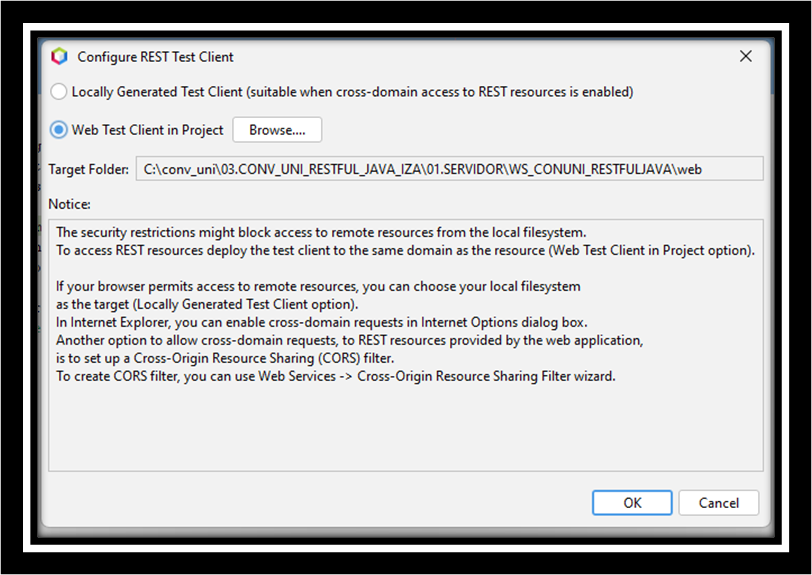 Configure REST Test Client
Locally Generated Test Client (suitable when cross-domain access to REST resources is enabled)
Web Test Client in Project Browse....
Target Folder: C:\conv_uni\03.CONV_UNI_RESTFUL_JAVA_IZA\01.SERVIDOR\WS_CONUNI_RESTFULJAVA\web
Notice:
The security restrictions might block access to remote resources from the local filesystem.
To access REST resources deploy the test client to the same domain as the resource (Web Test Client in Project option).
If your browser permits access to remote resources, you can choose your local filesystem
as the target (Locally Generated Test Client option).
In Internet Explorer, you can enable cross-domain requests in Internet Options dialog box.
Another option to allow cross-domain requests, to REST resources provided by the web application,
is to set up a Cross-Origin Resource Sharing (CORS) filter.
To create CORS filter, you can use Web Services -> Cross-Origin Resource Sharing Filter wizard.
OK Cancel